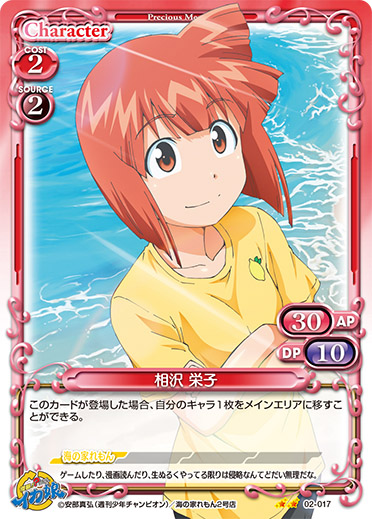 Precious Me
Character
COST
2
SOURCE
2
30 AP
DP 10
相沢 栄子
このカードが登場した場合、自分のキャラ1枚をメインエリアに移すこ
とができる。
海の家れもん
ゲームしたり、漫画読んだり、生ぬるくやってる限りは侵略なんてどだい無理だな。
©安部真弘(週刊少年チャンピオン)/海の家れもん2号店
02-017